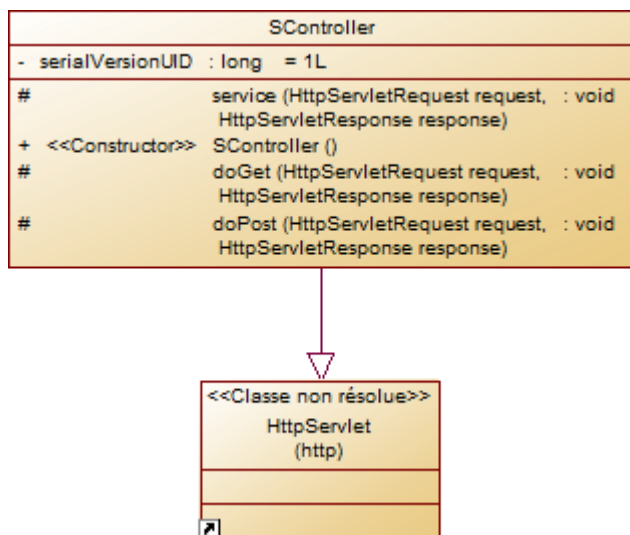 SController
- serialVersionUID : long = 1L
# service (HttpServletRequest request, : void
HttpServletResponse response)
+ <<Constructor>> SController ()
# doGet (HttpServletRequest request, : void
HttpServletResponse response)
# doPost (HttpServletRequest request, : void
HttpServletResponse response)
<<Classe non résolue>>
HttpServlet
(http)